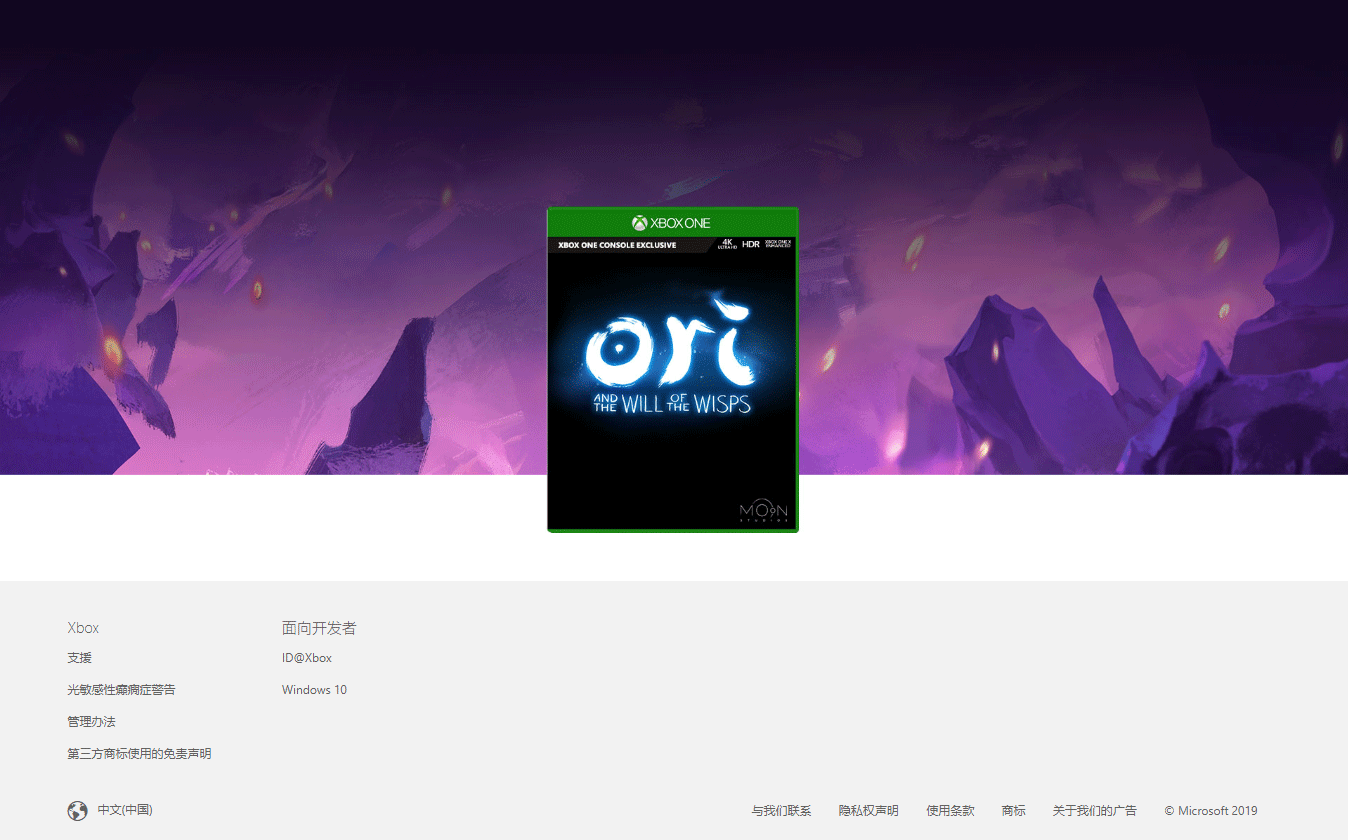 XBOX ONE
XBOX ONE CONSOLE EXCLUSIVE
4K
ULTRA HD
HDR
XBOX ONE X
ENHANCED
ori
AND THE WILL OF THE WISPS
MOON
STUDIOS
Xbox
面向开发者
支援
ID@Xbox
光敏感性癫痫症警告
Windows 10
管理办法
第三方商标使用的免责声明
中文(中国)
与我们联系 隐私权声明 使用条款 商标 关于我们的广告 © Microsoft 2019